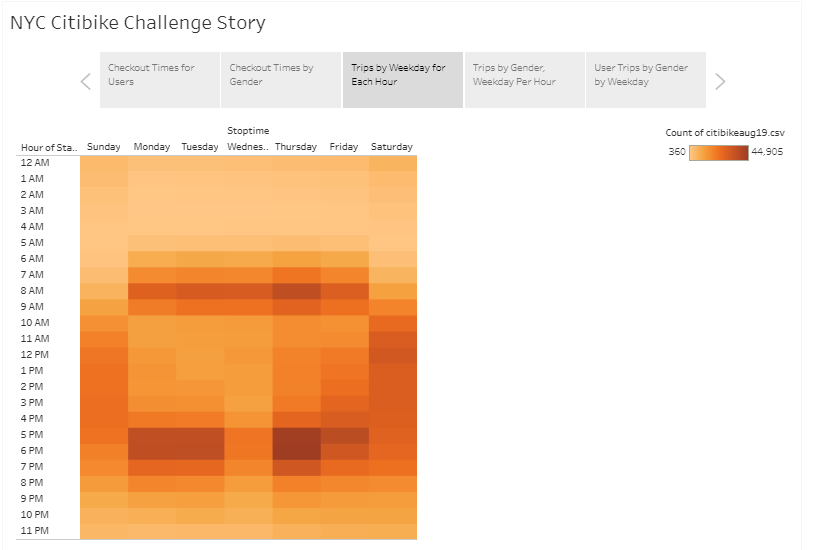 NYC Citibike Challenge Story
Checkout Times for
Users
Checkout Times by
Gender
Trips by Weekday for
Each Hour
Trips by Gender,
Weekday Per Hour
User Trips by Gender
by Weekday
Stoptime
Hour of Sta.. Sunday Monday Tuesday Wednes.. Thursday Friday Saturday
12 AM
1 AM
2 AM
3 AM
4 AM
5 AM
6 AM
7 AM
8 AM
9 AM
10 AM
11 AM
12 PM
1 PM
2 PM
3 PM
4 PM
5 PM
6 PM
7 PM
8 PM
9 PM
10 PM
11 PM
Count of citibikeaug19.csv
360 44,905